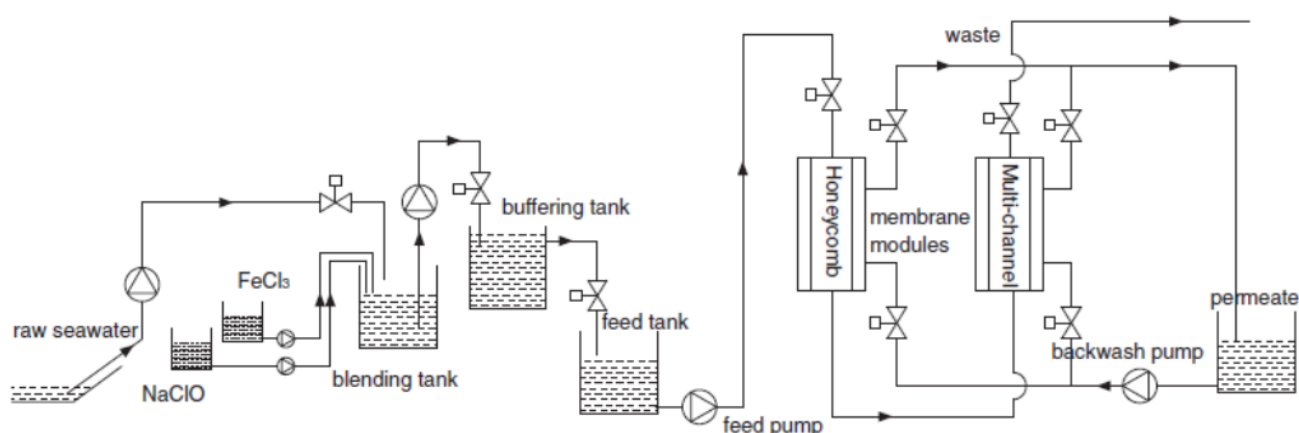 waste
buffering tank
Honeycomb
membrane
modules
Multi-channel
FeCl₃
raw seawater
NaClO
blending tank
feed tank
feed pump
backwash pump
permeate